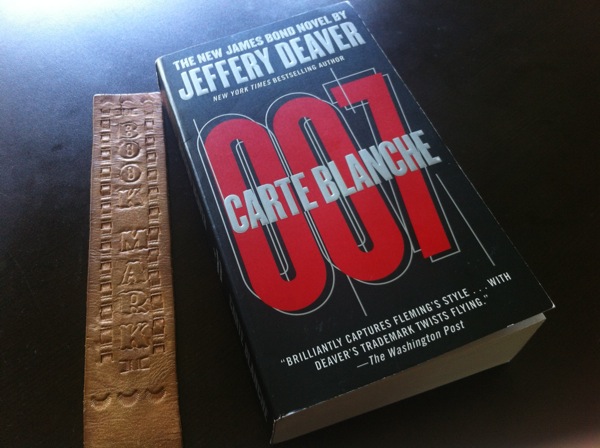 BOOK MARK
THE NEW JAMES BOND NOVEL BY
JEFFERY DEAVER
NEW YORK TIMES BESTSELLING AUTHOR
007
CARTE BLANCHE
“BRILLIANTLY CAPTURES FLEMING’S STYLE . . . WITH
DEAVER’S TRADEMARK TWISTS FLYING.”
—The Washington Post